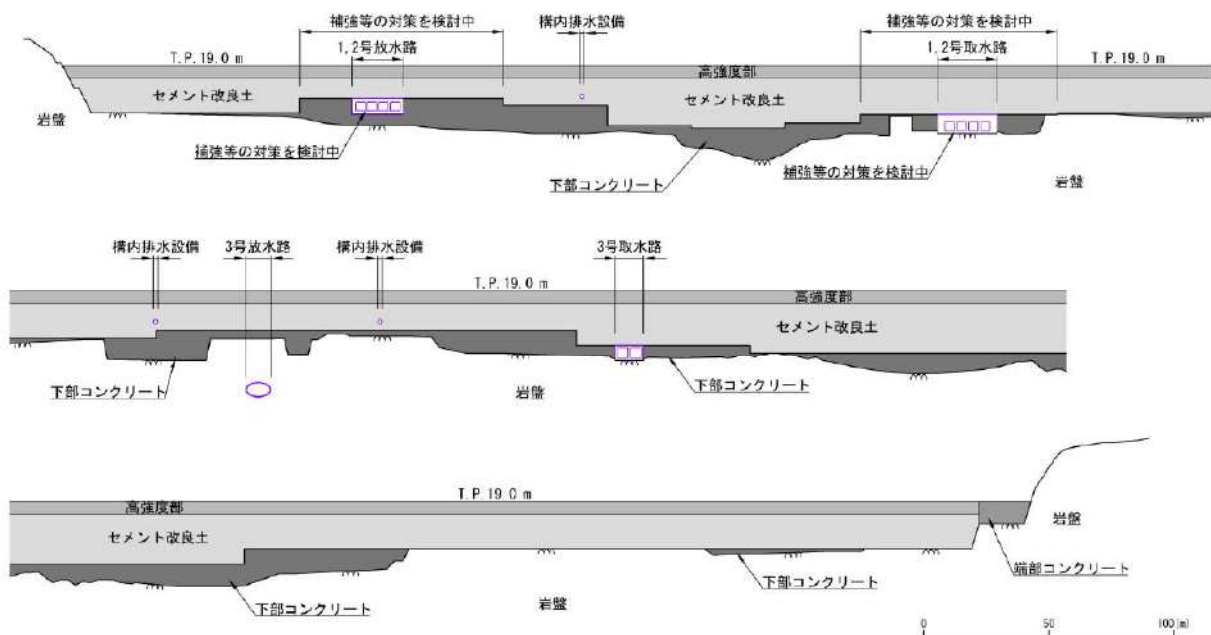 補強等の対策を検討中
構内排水設備
補強等の対策を検討中
T.P.19.0 m
1,2号放水路
1,2号取水路
T.P.19.0 m
高強度部
セメント改良土
セメント改良土
岩盤
補強等の対策を検討中
下部コンクリート
補強等の対策を検討中
岩盤
構内排水設備
3号放水路
構内排水設備
3号取水路
T.P.19.0 m
高強度部
セメント改良土
下部コンクリート
岩盤
下部コンクリート
高強度部
T.P.19.0 m
セメント改良土
岩盤
端部コンクリート
下部コンクリート
下部コンクリート
岩盤
0 50 100(m)